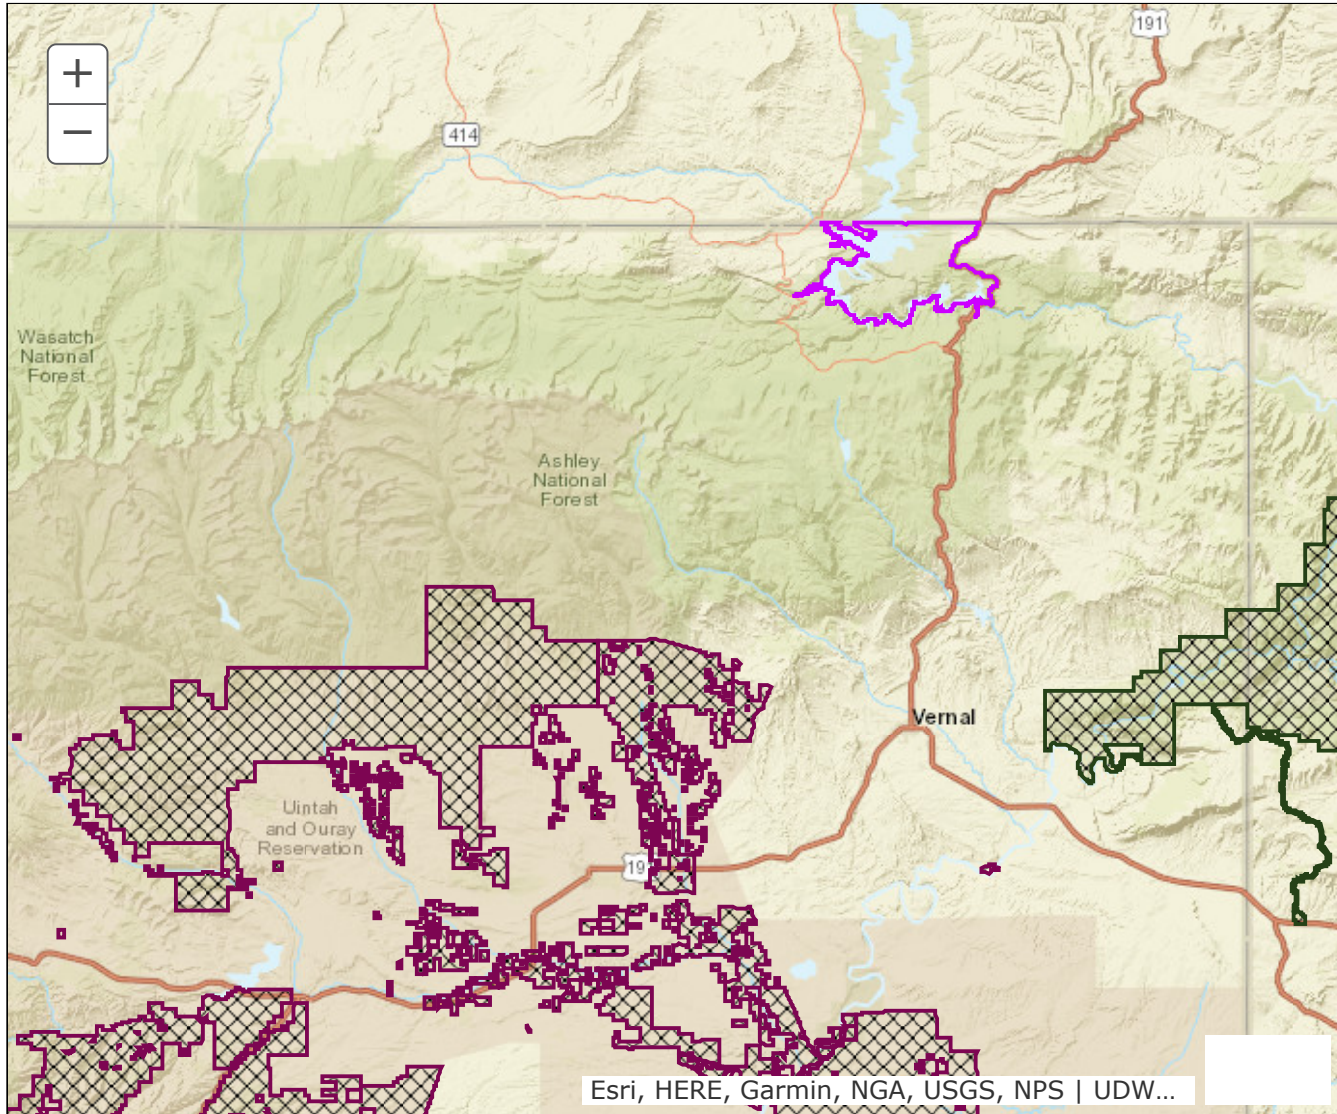 191
+
−
414
Wasatch
National
Forest
Ashley
National
Forest
Vernal
Uintah
and Ouray
Reservation
19
Esri, HERE, Garmin, NGA, USGS, NPS | UDW...